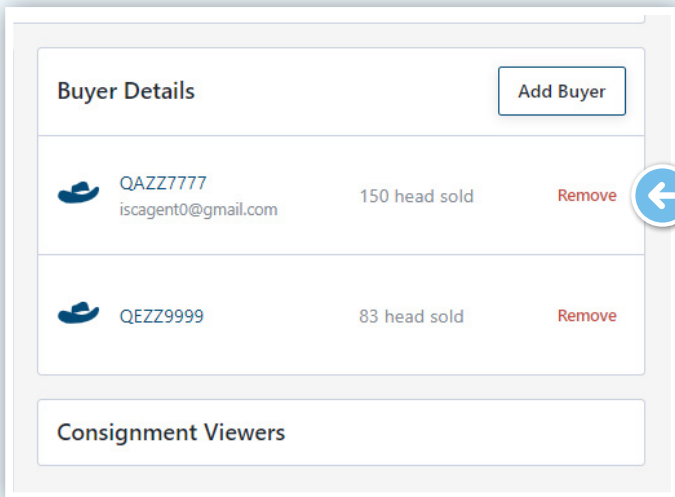 Buyer Details
Add Buyer
QAZZ7777
iscagent0@gmail.com
150 head sold
Remove
QEZZ9999
83 head sold
Remove
Consignment Viewers